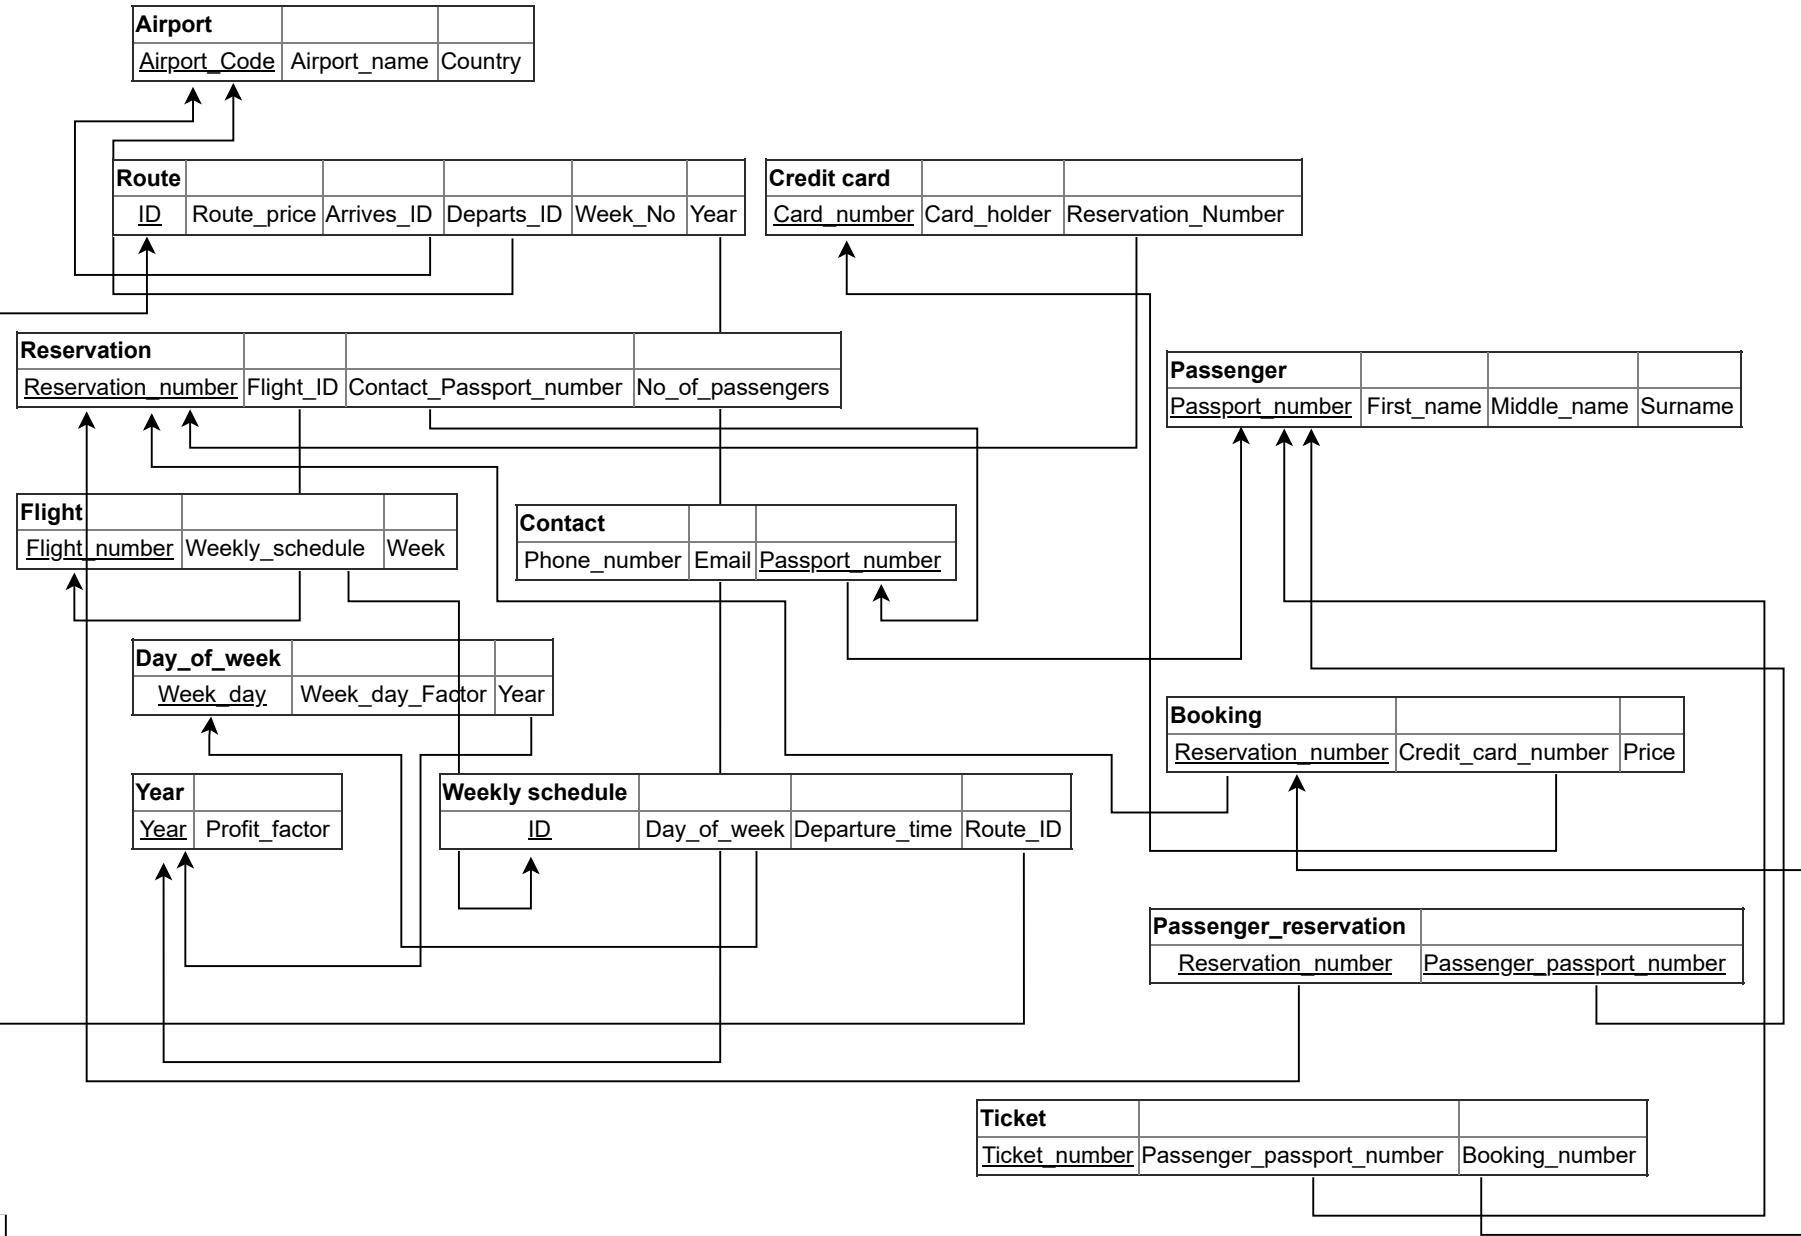 Airport
Airport_Code Airport_name Country
Route
ID Route_price Arrives_ID Departs_ID Week_No Year
Credit card
Card_number Card_holder Reservation_Number
Reservation
Reservation_number Flight_ID Contact_Passport_number No_of_passengers
Passenger
Passport_number First_name Middle_name Surname
Flight
Flight_number Weekly_schedule Week
Contact
Phone_number Email Passport_number
Day_of_week
Week_day Week_day_Factor Year
Booking
Reservation_number Credit_card_number Price
Year
Year Profit_factor
Weekly schedule
ID Day_of_week Departure_time Route_ID
Passenger_reservation
Reservation_number Passenger_passport_number
Ticket
Ticket_number Passenger_passport_number Booking_number